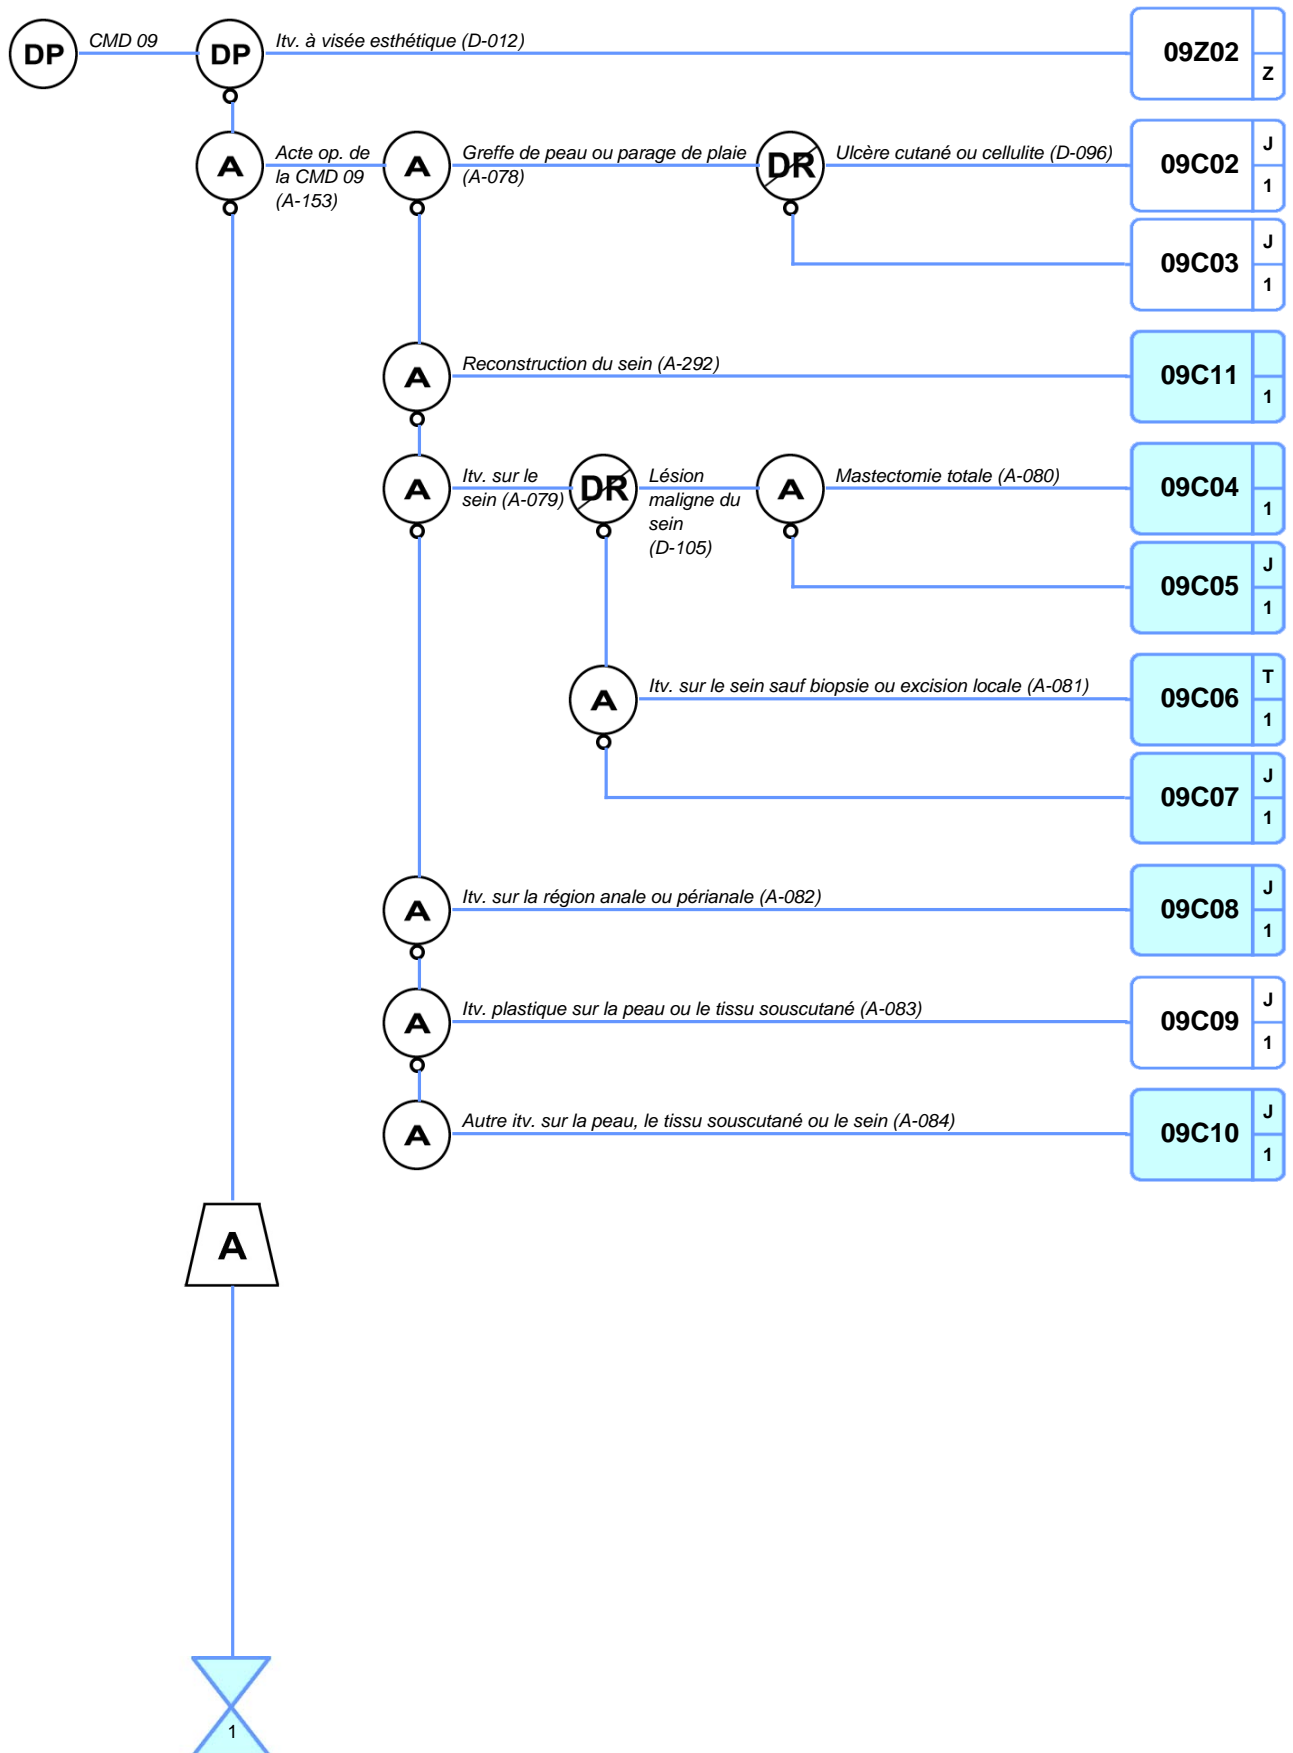 DP
CMD 09
DP
Itv. à visée esthétique (D-012)
09Z02
Z
A
Acte op. de
la CMD 09
(A-153)
A
Greffe de peau ou parage de plaie
(A-078)
DR
Ulcère cutané ou cellulite (D-096)
09C02
J
1
09C03
J
1
A
Reconstruction du sein (A-292)
09C11
1
A
Itv. sur le
sein (A-079)
DR
Lésion
maligne du
sein
(D-105)
A
Mastectomie totale (A-080)
09C04
1
09C05
J
1
A
Itv. sur le sein sauf biopsie ou excision locale (A-081)
09C06
T
1
09C07
J
1
A
Itv. sur la région anale ou périanale (A-082)
09C08
J
1
A
Itv. plastique sur la peau ou le tissu souscutané (A-083)
09C09
J
1
A
Autre itv. sur la peau, le tissu souscutané ou le sein (A-084)
09C10
J
1
A
1